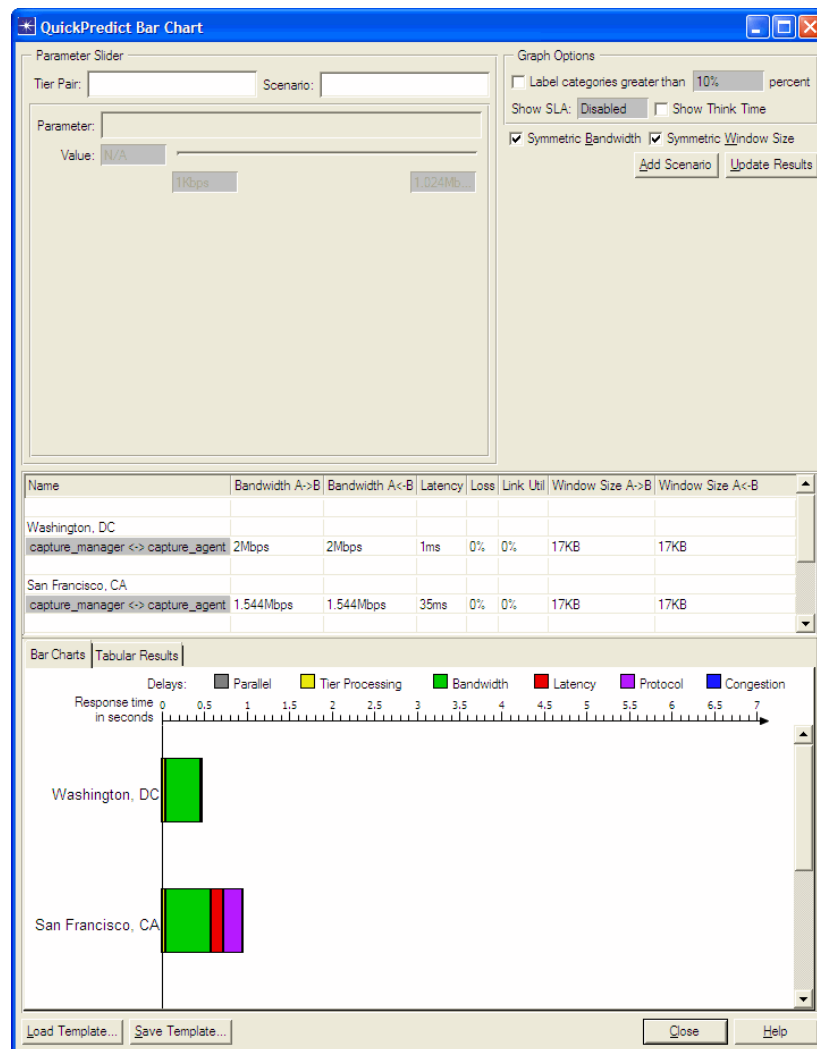 QuickPredict Bar Chart
Parameter Slider
Tier Pair:
Scenario:
Parameter:
Value: N/A
1Kbps
1.024Mb...
Graph Options
Label categories greater than 10% percent
Show SLA: Disabled Show Think Time
Symmetric Bandwidth Symmetric Window Size
Add Scenario Update Results
Name Bandwidth A->B Bandwidth A<-B Latency Loss Link Util Window Size A->B Window Size A<-B
Washington, DC
capture_manager <-> capture_agent 2Mbps 2Mbps 1ms 0% 0% 17KB 17KB
San Francisco, CA
capture_manager <-> capture_agent 1.544Mbps 1.544Mbps 35ms 0% 0% 17KB 17KB
Bar Charts Tabular Results
Delays: Parallel Tier Processing Bandwidth Latency Protocol Congestion
Response time
in seconds
0 0.5 1 1.5 2 2.5 3 3.5 4 4.5 5 5.5 6 6.5 7
Washington, DC
San Francisco, CA
Load Template... Save Template... Close Help